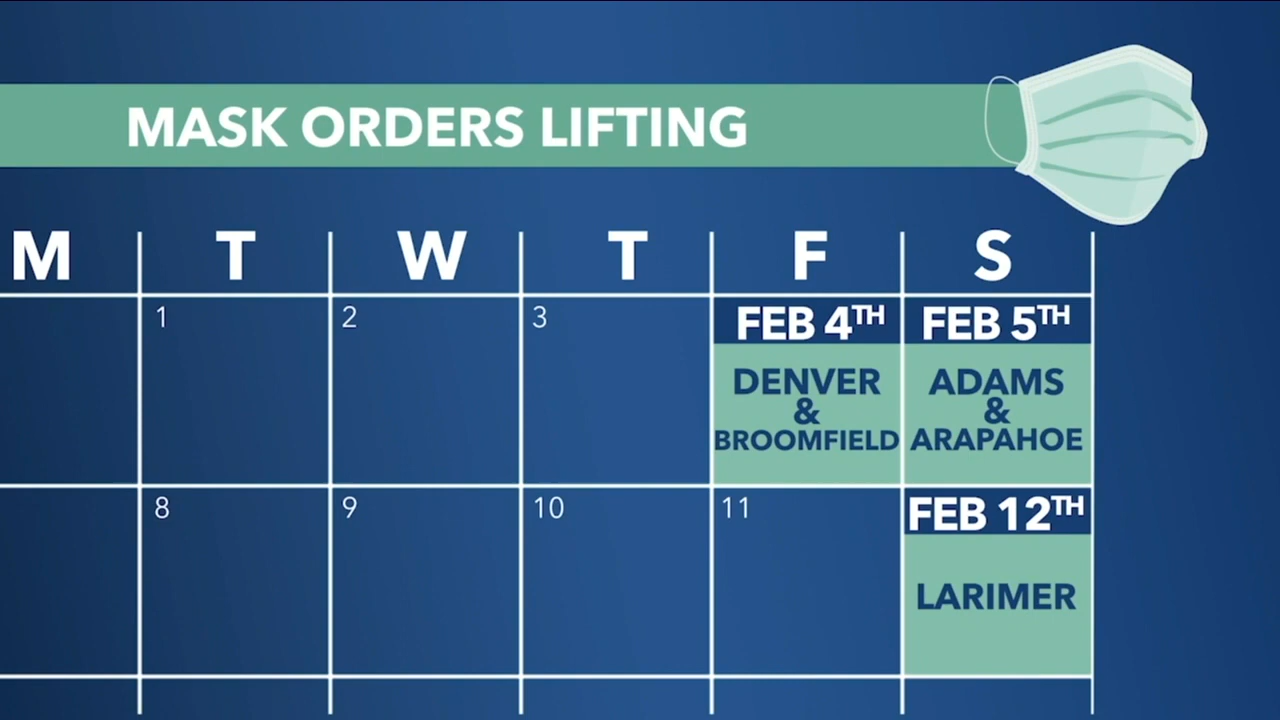 MASK ORDERS LIFTING
M T W T F S
1 2 3 FEB 4TH FEB 5TH
DENVER
&
BROOMFIELD
ADAMS
&
ARAPAHOE
8 9 10 11 FEB 12TH
LARIMER